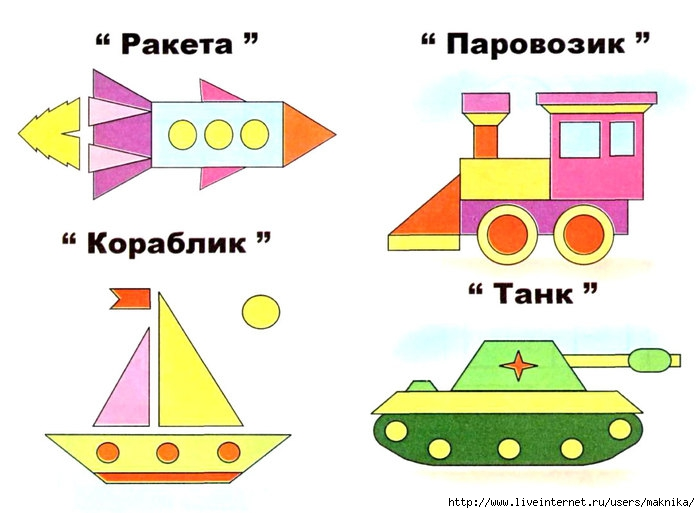 “ Ракета ”
“ Паровозик ”
“ Кораблик ”
“ Танк ”
http://www.liveinternet.ru/users/maknika/